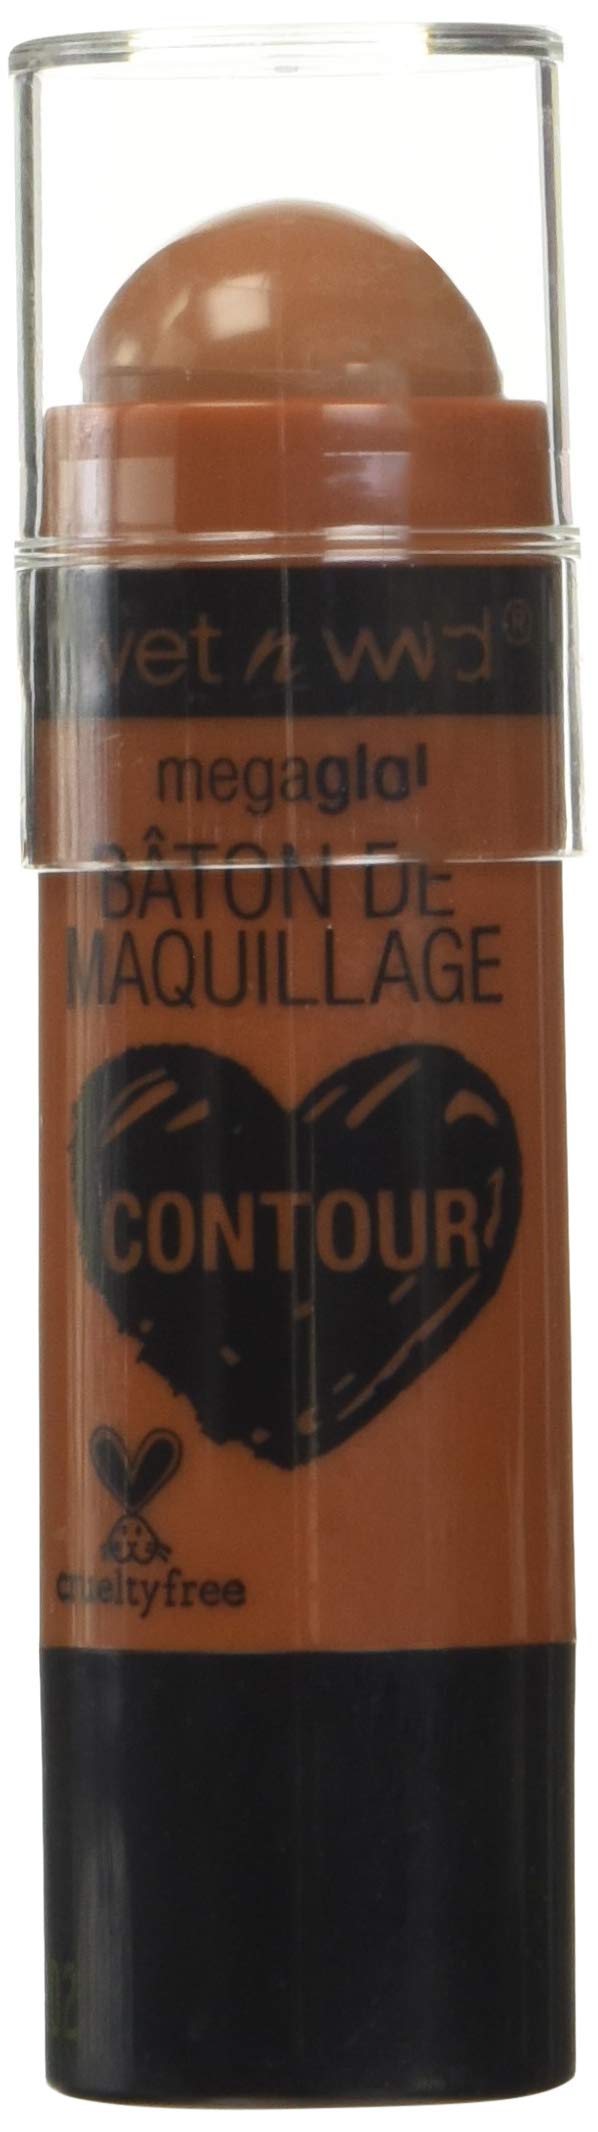 wet n wild®
megaglo!
BÂTON DE
MAQUILLAGE
CONTOUR
crueltyfree